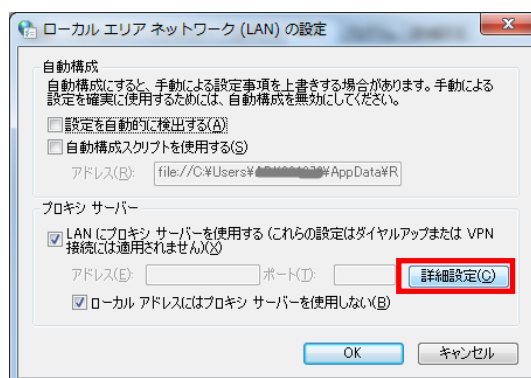 ローカル エリア ネットワーク (LAN) の設定
自動構成
自動構成にすると、手動による設定事項を上書きする場合があります。手動による
設定を確実に使用するためには、自動構成を無効にしてください。
設定を自動的に検出する(A)
自動構成スクリプトを使用する(S)
アドレス(R): file://C:¥Users¥ ¥AppData¥R
プロキシ サーバー
LAN にプロキシ サーバーを使用する (これらの設定はダイヤルアップまたは VPN
接続には適用されません)(X)
アドレス(E): ポート(T): 詳細設定(C)
ローカル アドレスにはプロキシ サーバーを使用しない(B)
OK キャンセル